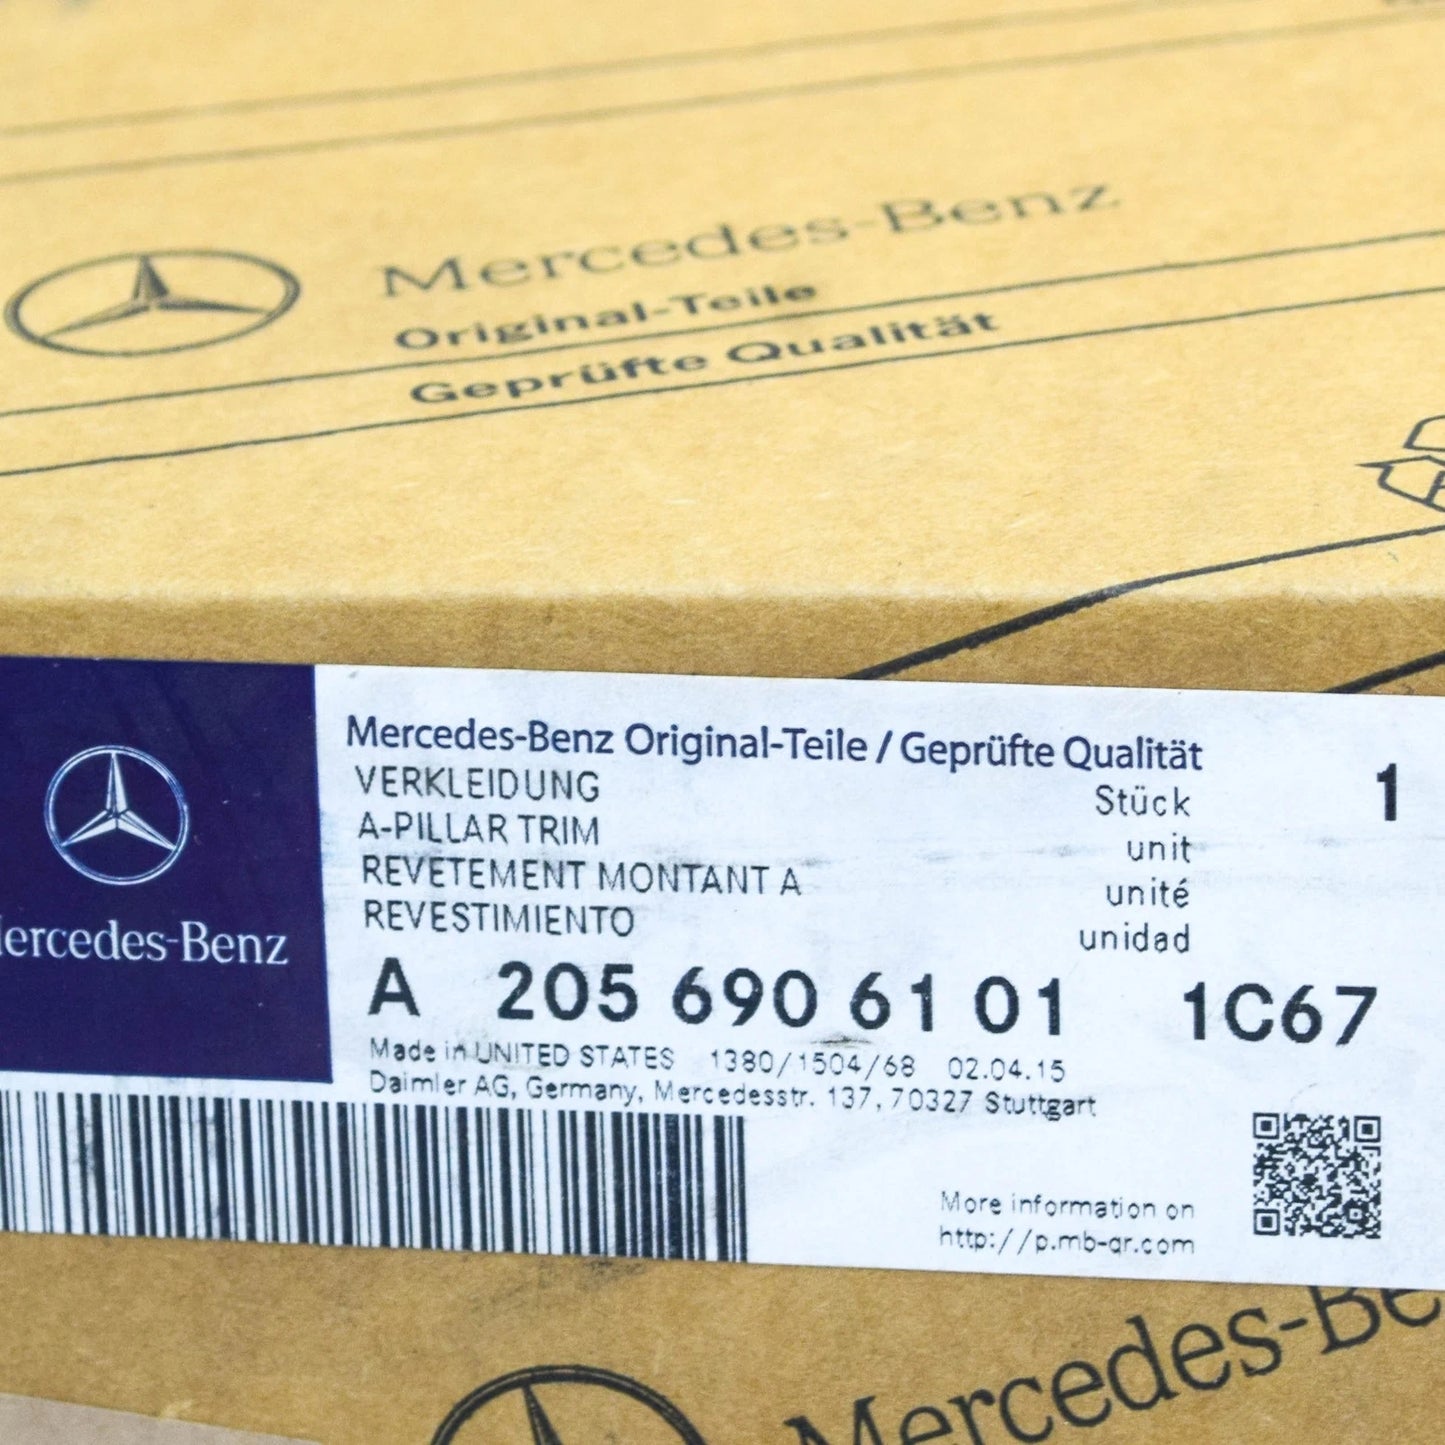 Mercedes-Benz
Original-Teile
Geprüfte Qualität
Mercedes-Benz Original-Teile / Geprüfte Qualität
VERKLEIDUNG
A-PILLAR TRIM
REVETEMENT MONTANT A
REVESTIMIENTO
Stück 1
unit
unité
unidad
A 205 690 61 01 1C67
Made in UNITED STATES 1380/1504/68 02.04.15
Daimler AG, Germany, Mercedesstr. 137, 70327 Stuttgart
ercedes-Benz
More information on
http://p.mb-qr.com
Mercedes-Be